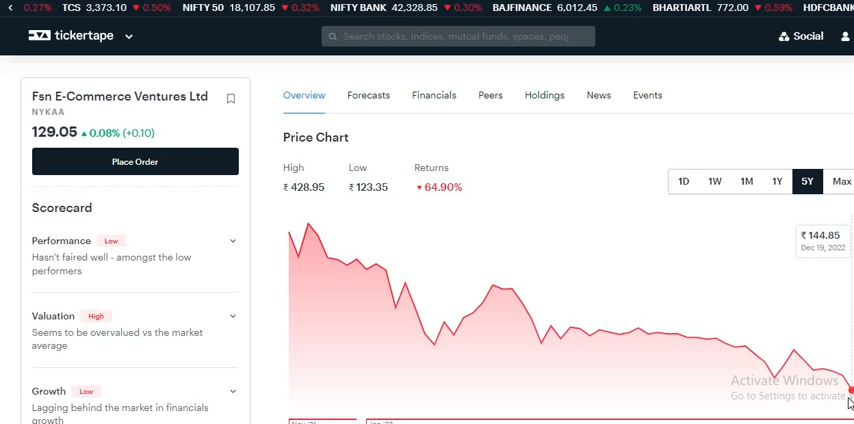 0.27% TCS 3,373.10 ▼ 0.50% NIFTY 50 18,107.85 ▼ 0.32% NIFTY BANK 42,328.85 ▼ 0.30% BAJFINANCE 6,012.45 ▲ 0.23% BHARTIARTL 772.00 ▼ 0.59% HDFCBANK
tickertape
Search stocks, indices, mutual funds, spaces, peop
Social
Fsn E-Commerce Ventures Ltd
NYKAA
129.05 ▲ 0.08% (+0.10)
Place Order
Scorecard
Performance Low
Hasn't faired well - amongst the low
performers
Valuation High
Seems to be overvalued vs the market
average
Growth Low
Lagging behind the market in financials
growth
Overview Forecasts Financials Peers Holdings News Events
Price Chart
High Low Returns
₹ 428.95 ₹ 123.35 ▼ 64.90%
1D 1W 1M 1Y 5Y Max
₹ 144.85
Dec 19, 2022
Activate Windows
Go to Settings to activate